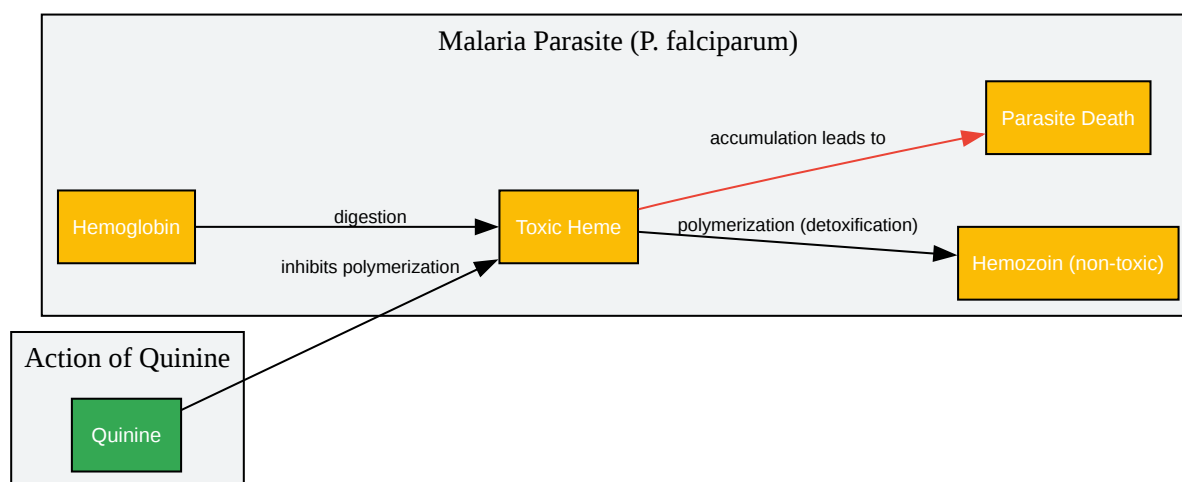 Malaria Parasite (P. falciparum)
Parasite Death
accumulation leads to
Hemoglobin
digestion
Toxic Heme
polymerization (detoxification)
Hemozoin (non-toxic)
inhibits polymerization
Action of Quinine
Quinine